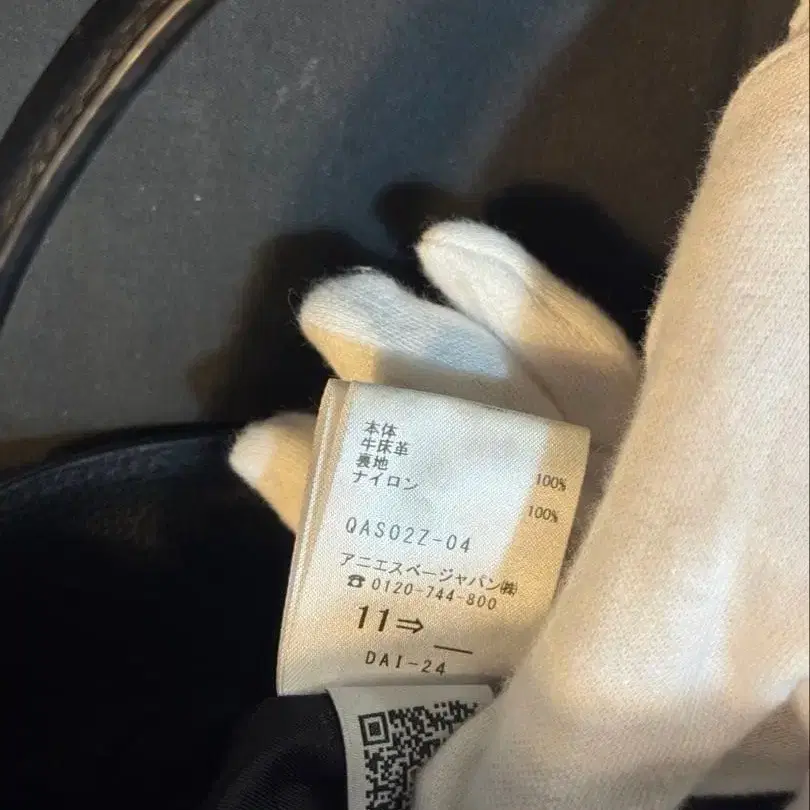 本体
牛床革
100%
裏地
ナイロン
100%
QAS02Z-04
アニエスベージャパン㈱
☎0120-744-800
11⇒
DAI-24